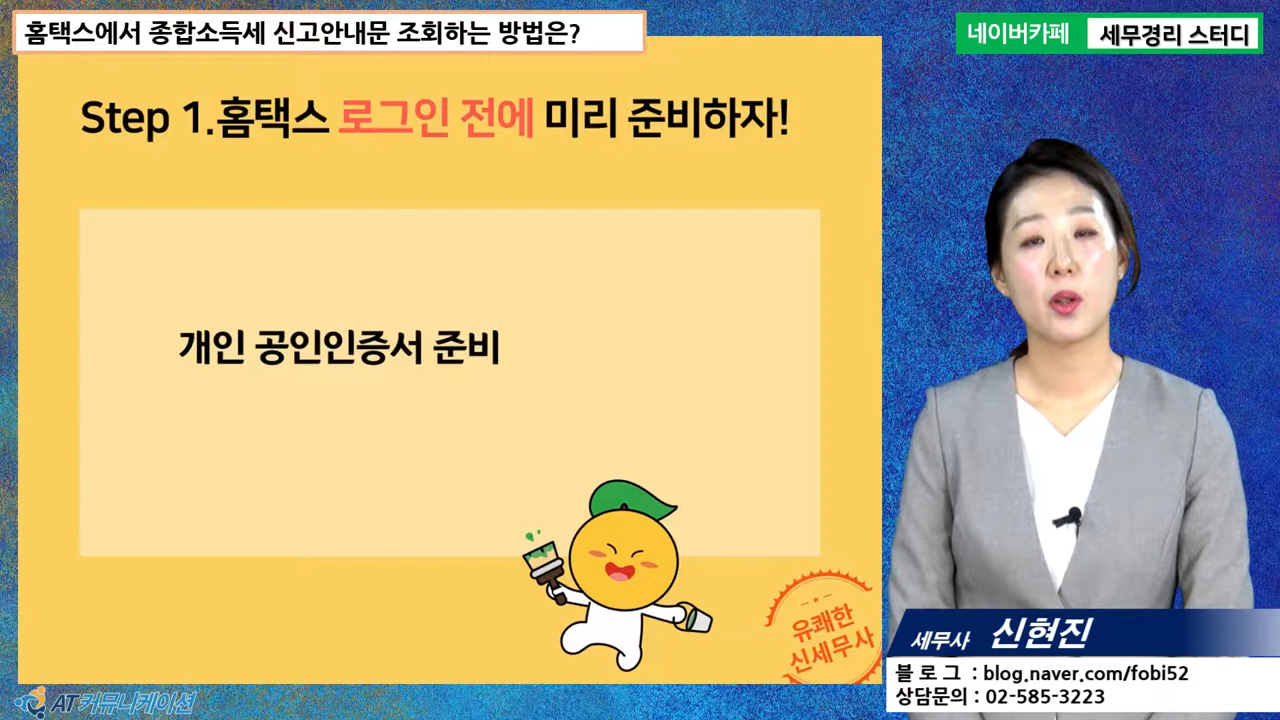 홈택스에서 종합소득세 신고안내문 조회하는 방법은?
네이버카페 세무경리 스터디
Step 1.홈택스 로그인 전에 미리 준비하자!
개인 공인인증서 준비
유쾌한
신세무사
세무사 신현진
블 로 그 : blog.naver.com/fobi52
상담문의 : 02-585-3223
AT커뮤니케이션